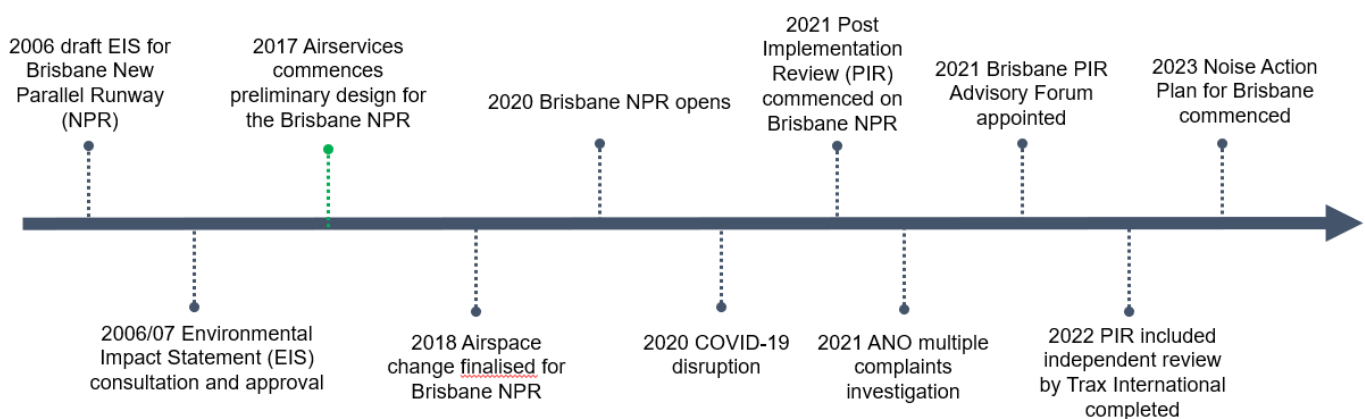 2006 draft EIS for
Brisbane New
Parallel Runway
(NPR)
2006/07 Environmental
Impact Statement (EIS)
consultation and approval
2017 Airservices
commences
preliminary design for
the Brisbane NPR
2018 Airspace
change finalised for
Brisbane NPR
2020 Brisbane NPR opens
2020 COVID-19
disruption
2021 Post
Implementation
Review (PIR)
commenced on
Brisbane NPR
2021 ANO multiple
complaints
investigation
2021 Brisbane PIR
Advisory Forum
appointed
2022 PIR included
independent review
by Trax International
completed
2023 Noise Action
Plan for Brisbane
commenced